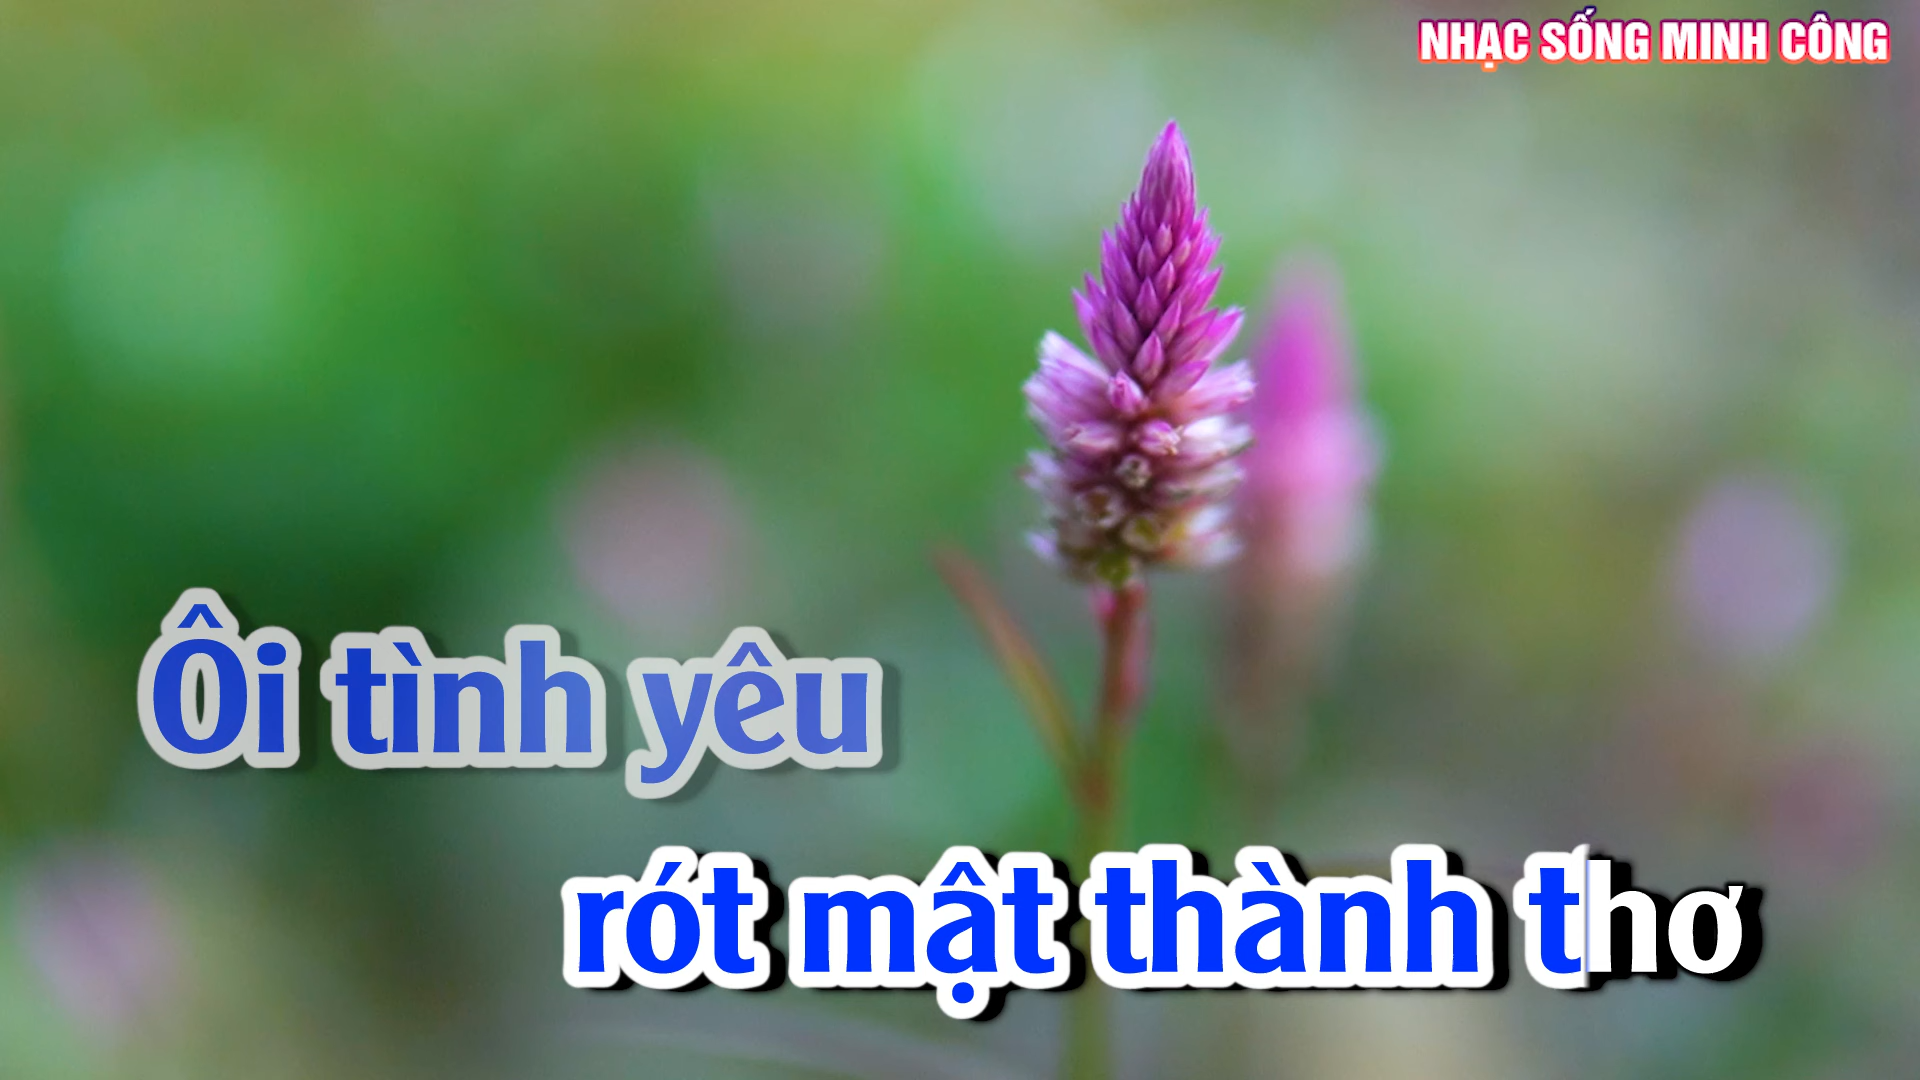 NHẠC SỐNG MINH CÔNG
Ôi tình yêu
rót mật thành thơ